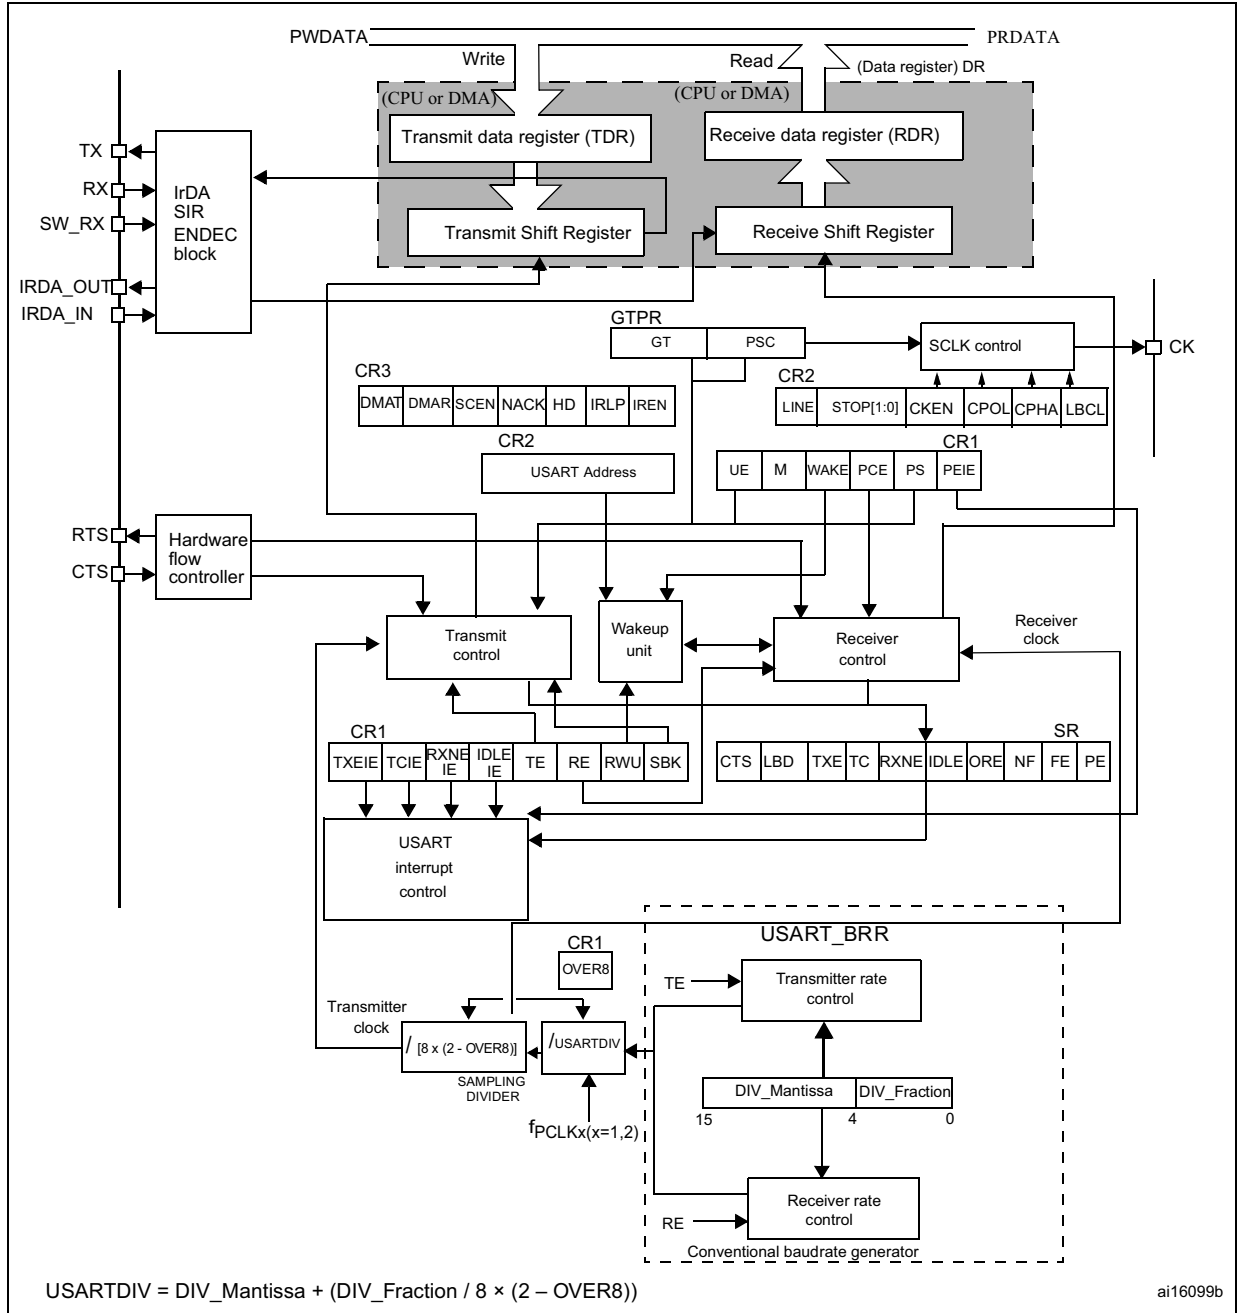 PWDATA
PRDATA
Write
Read
(Data register) DR
(CPU or DMA)
(CPU or DMA)
Transmit data register (TDR)
Receive data register (RDR)
TX
RX
SW_RX
IRDA_OUT
IRDA_IN
IrDA
SIR
ENDEC
block
Transmit Shift Register
Receive Shift Register
GTPR
GT
PSC
SCLK control
CK
CR3
DMAT DMAR SCEN NACK HD IRLP IREN
CR2
LINE STOP[1:0] CKEN CPOL CPHA LBCL
CR2
USART Address
CR1
UE M WAKE PCE PS PEIE
RTS
CTS
Hardware
flow
controller
Transmit
control
Wakeup
unit
Receiver
control
Receiver
clock
CR1
TXEIE TCIE RXNE IE IDLE IE TE RE RWU SBK
SR
CTS LBD TXE TC RXNE IDLE ORE NF FE PE
USART
interrupt
control
USART_BRR
CR1
OVER8
TE
Transmitter rate
control
Transmitter
clock
/ [8 x (2 - OVER8)]
/USARTDIV
SAMPLING
DIVIDER
fPCLKx(x=1,2)
DIV_Mantissa DIV_Fraction
15 4 0
RE
Receiver rate
control
Conventional baudrate generator
USARTDIV = DIV_Mantissa + (DIV_Fraction / 8 × (2 – OVER8))
ai16099b